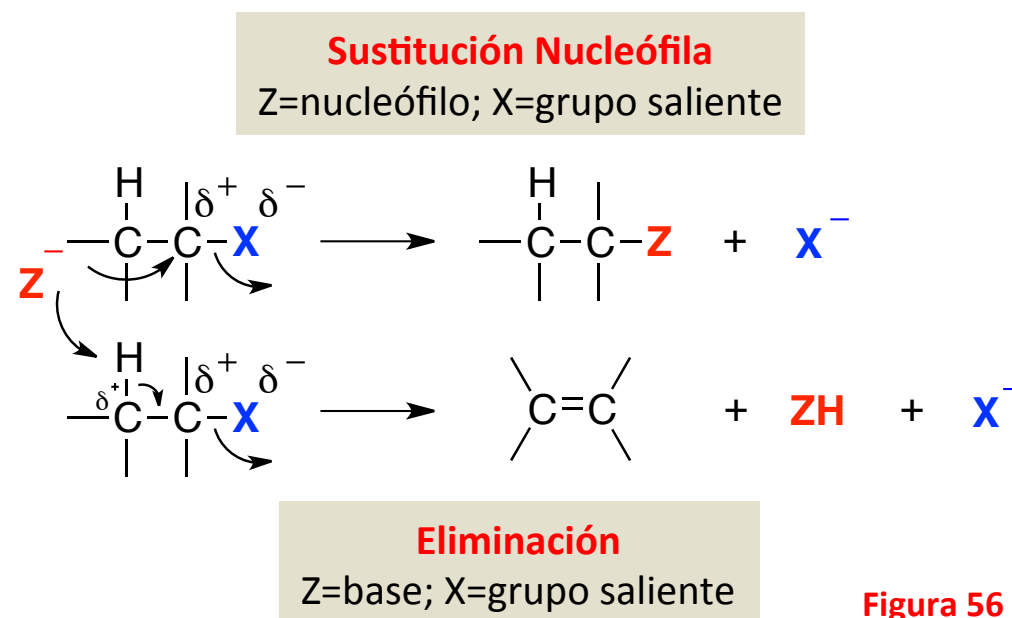 Sustitución Nucleófila
Z=nucleófilo; X=grupo saliente
H δ+ δ−
C–C–X
Z−
H
C–C–Z + X−
H δ+ δ−
δ+ C–C–X
C=C + ZH + X−
Eliminación
Z=base; X=grupo saliente
Figura 56